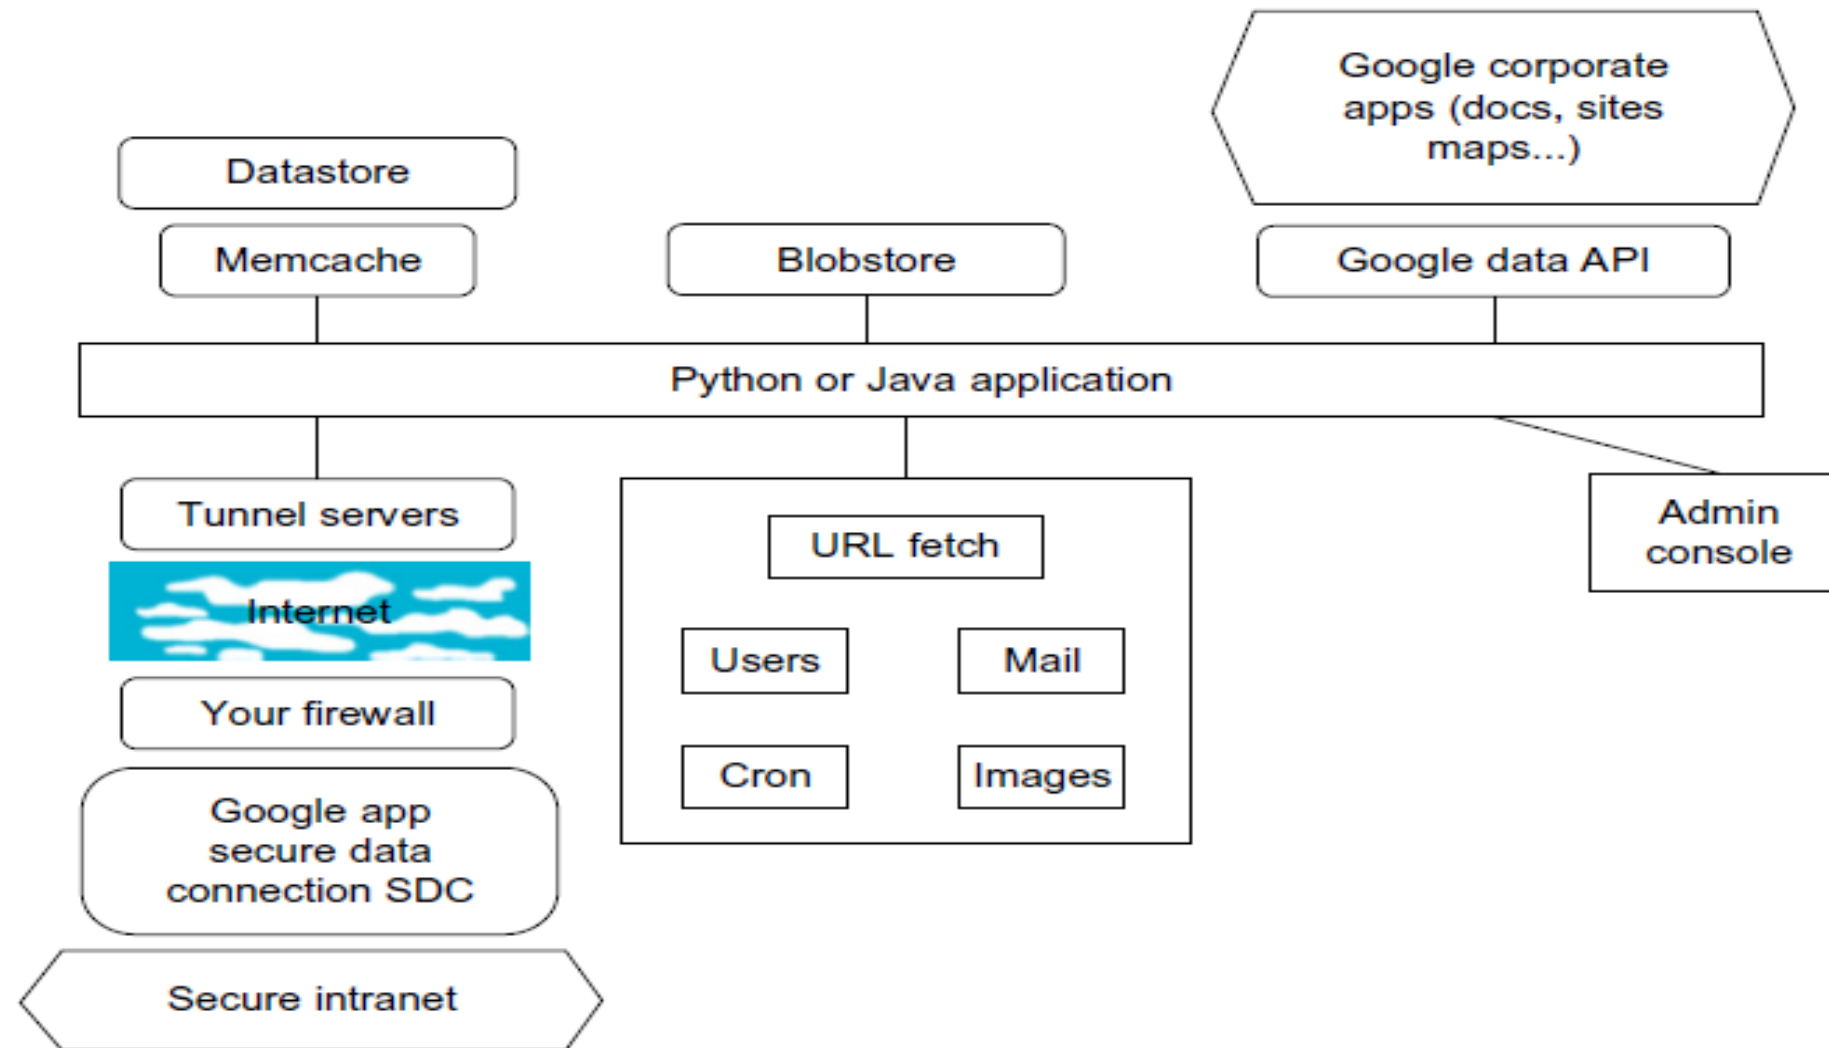 Google corporate
apps (docs, sites
maps...)
Datastore
Memcache
Blobstore
Google data API
Python or Java application
Tunnel servers
Internet
Your firewall
Google app
secure data
connection SDC
Secure intranet
URL fetch
Users
Mail
Cron
Images
Admin
console